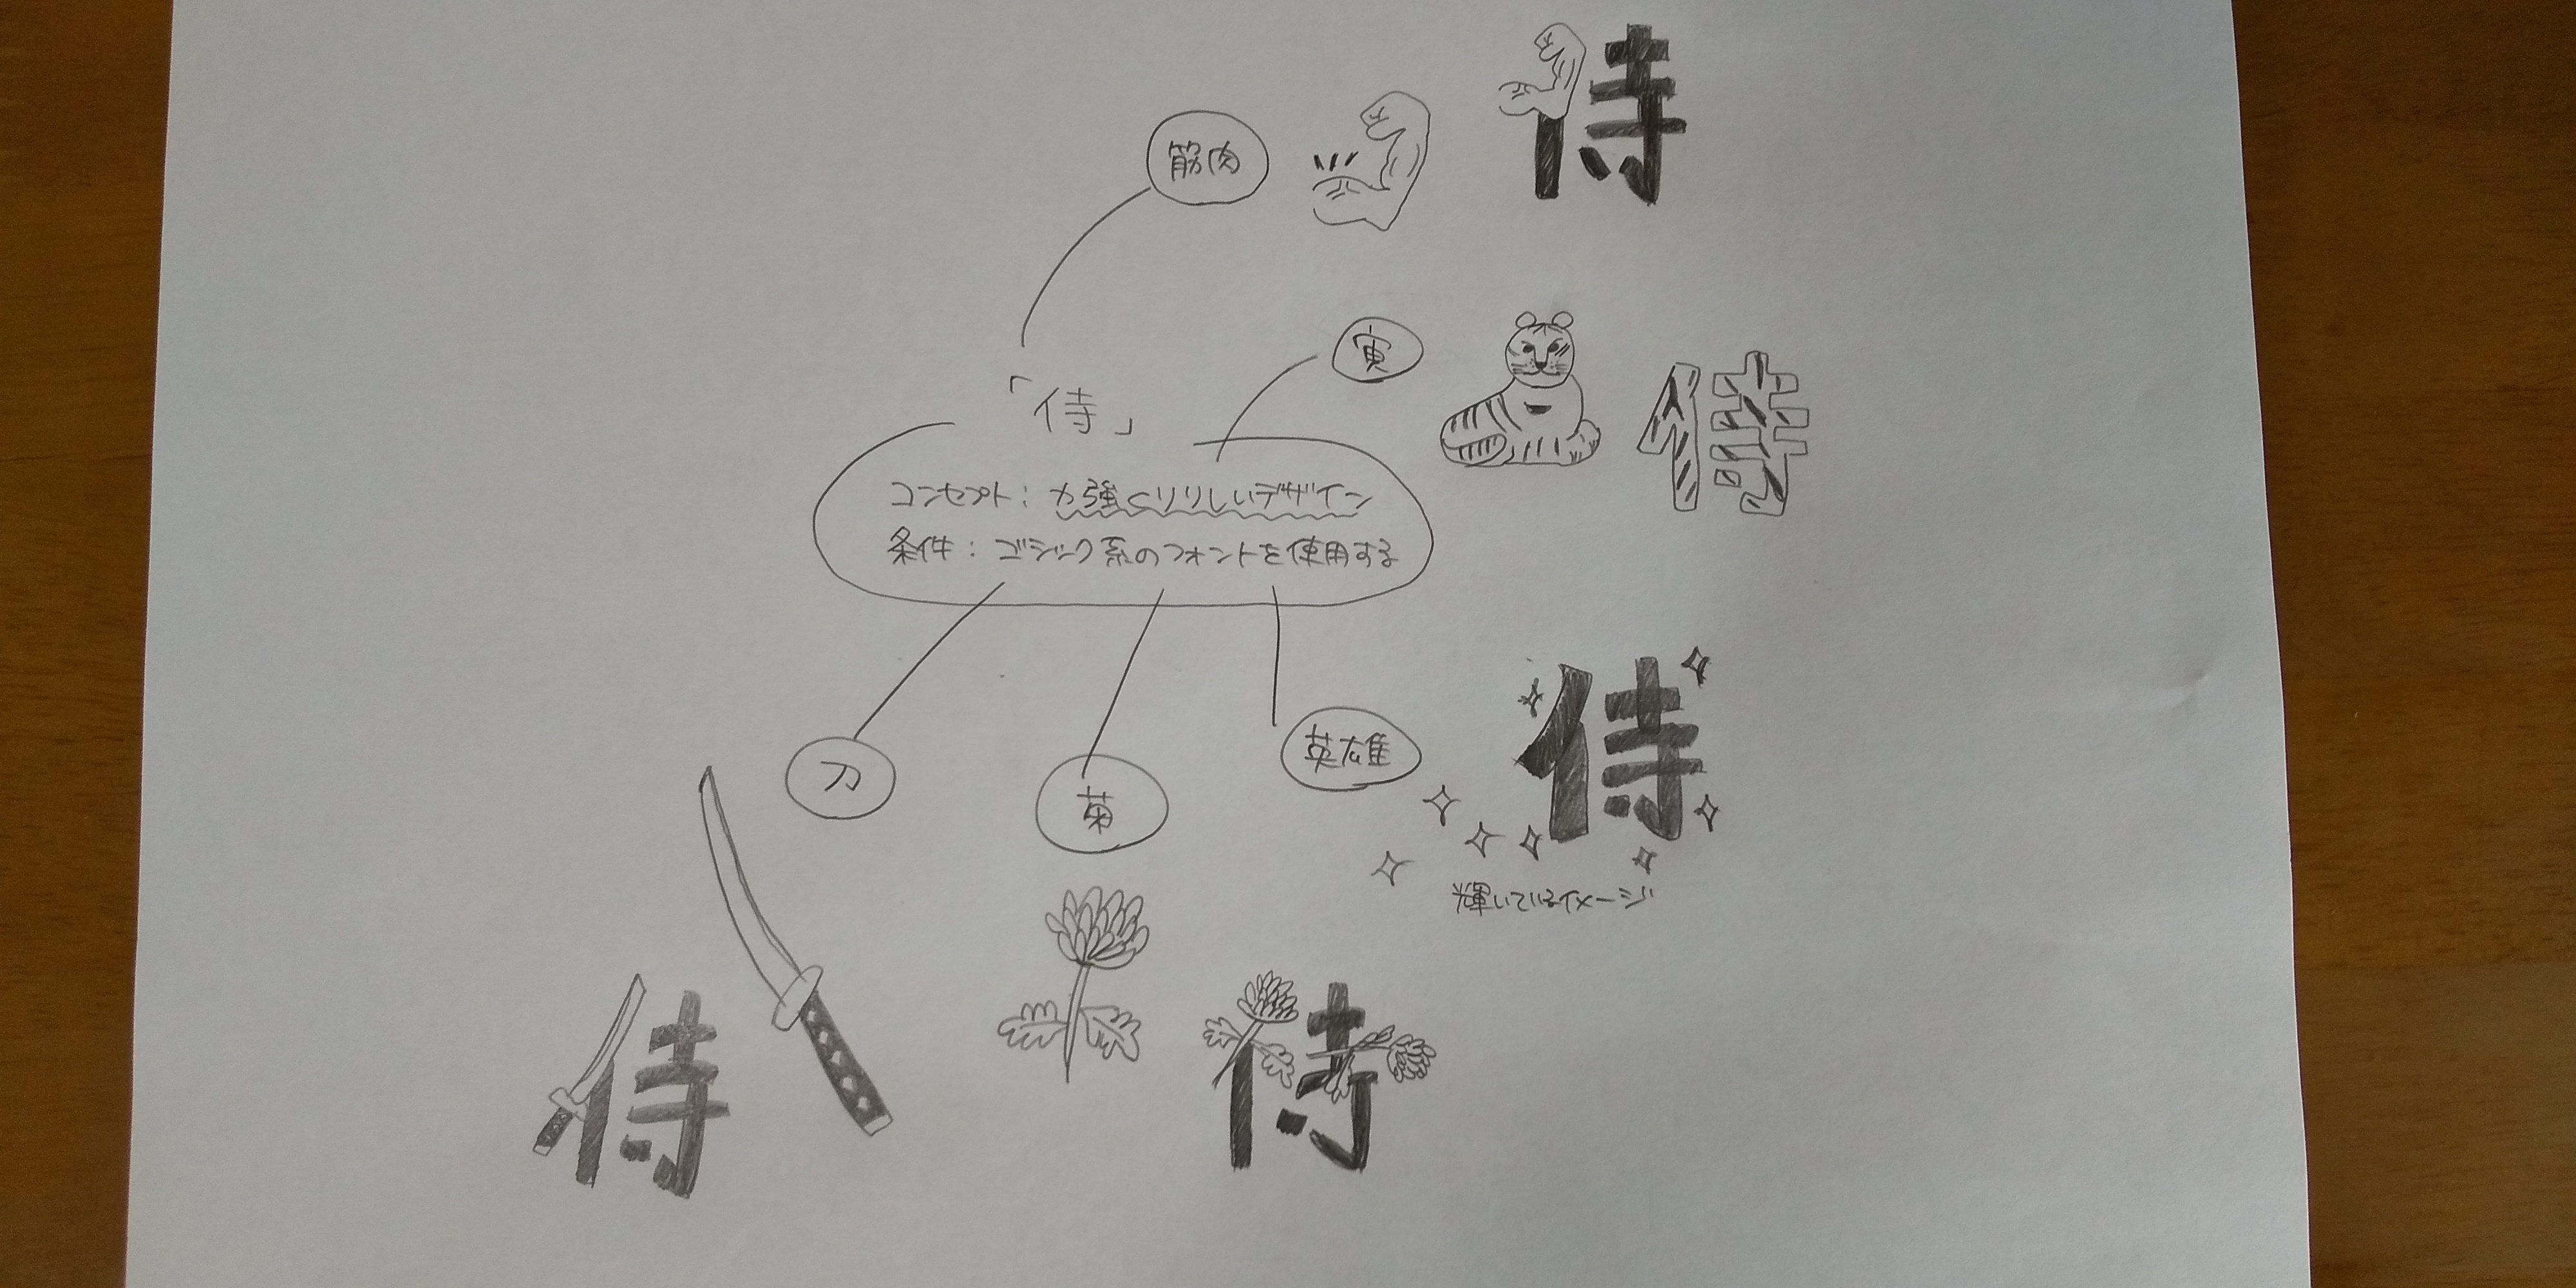 筋肉
侍
寅
侍
「侍」
コンセプト：力強くりりしいデザイン
条件：ゴシック系のフォントを使用する
刀
菊
英雄
侍
輝いているイメージ
侍
侍